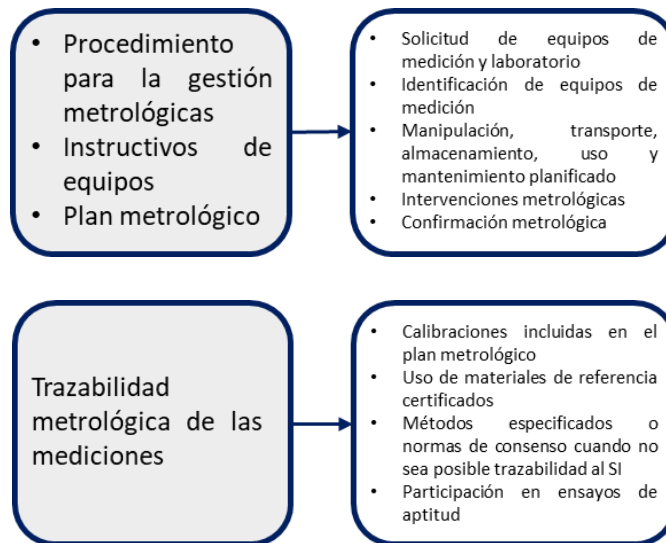 • Procedimiento
para la gestión
metrológicas
• Instructivos de
equipos
• Plan metrológico
• Solicitud de equipos de
medición y laboratorio
• Identificación de equipos de
medición
• Manipulación, transporte,
almacenamiento, uso y
mantenimiento planificado
• Intervenciones metrológicas
• Confirmación metrológica
Trazabilidad
metrológica de las
mediciones
• Calibraciones incluidas en el
plan metrológico
• Uso de materiales de referencia
certificados
• Métodos especificados o
normas de consenso cuando no
sea posible trazabilidad al SI
• Participación en ensayos de
aptitud